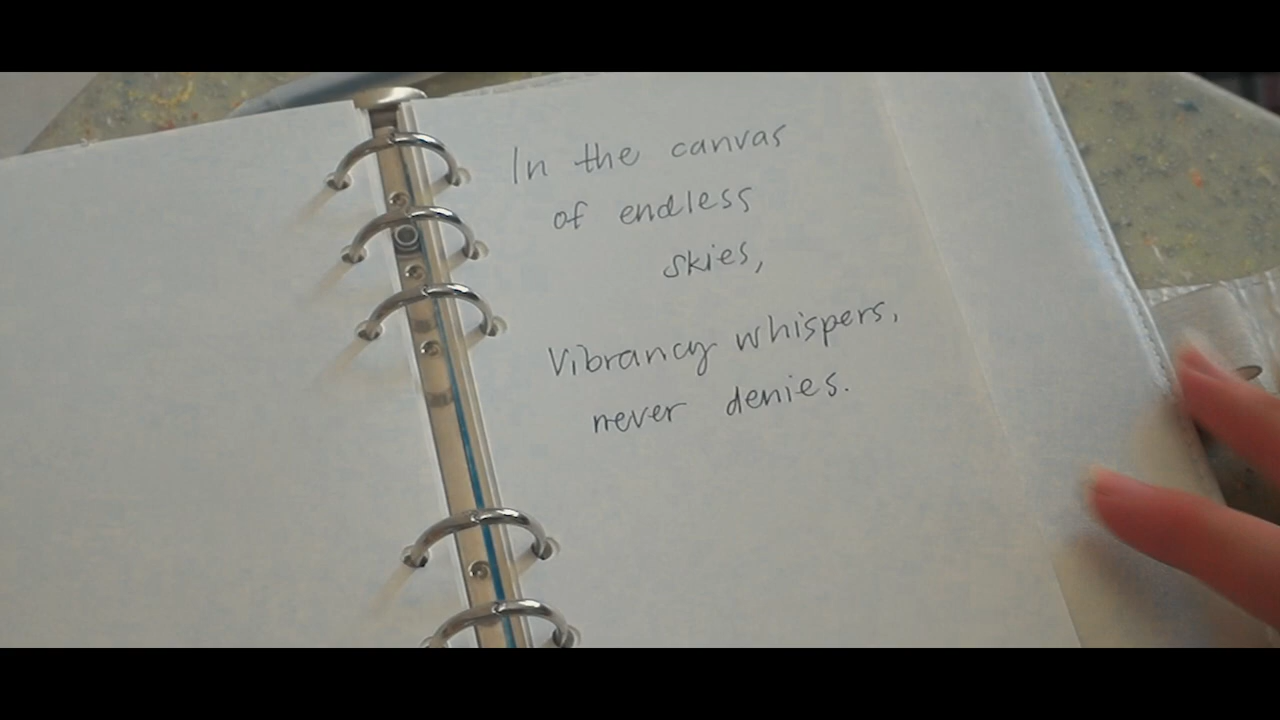 In the canvas
of endless
skies,
Vibrancy whispers,
never denies.